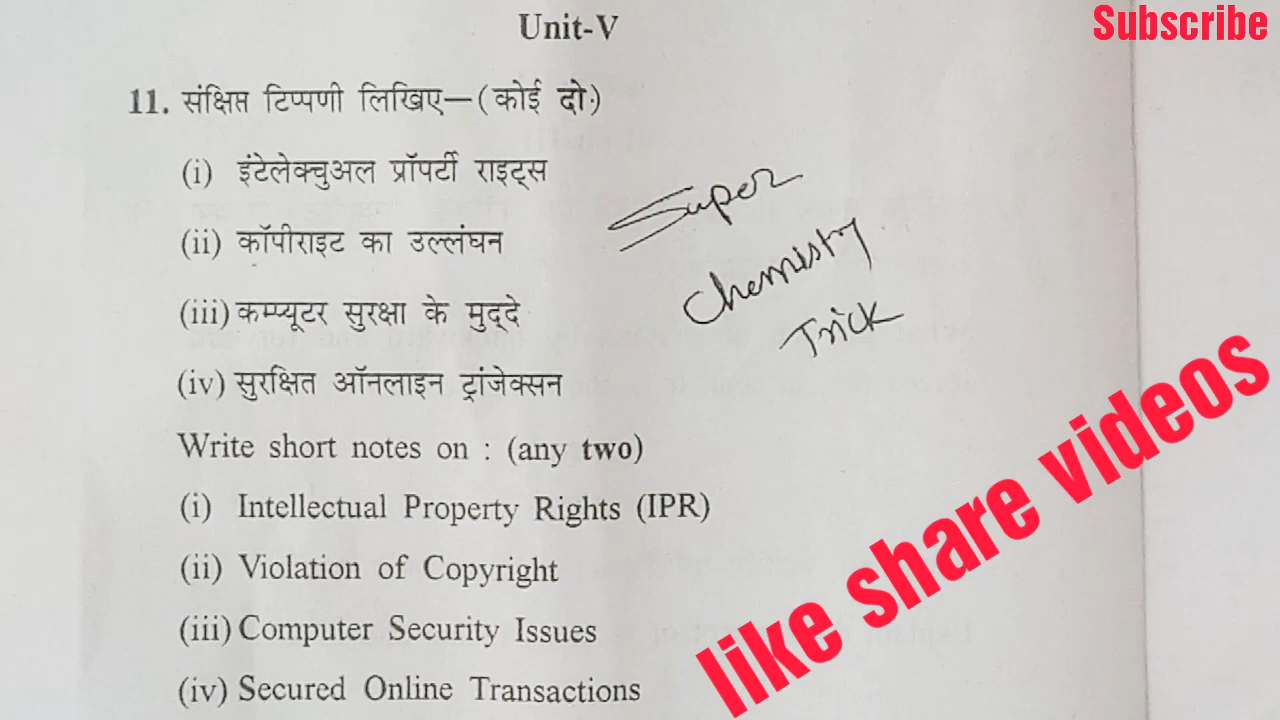 Subscribe
Unit-V
11. संक्षिप्त टिप्पणी लिखिए—(कोई दो:)
(i) इंटेलेक्चुअल प्रॉपर्टी राइट्स
(ii) कॉपीराइट का उल्लंघन
(iii) कम्प्यूटर सुरक्षा के मुद्दे
(iv) सुरक्षित ऑनलाइन ट्रांजेक्सन
Super
Chemistry
Trick
Write short notes on : (any two)
(i) Intellectual Property Rights (IPR)
(ii) Violation of Copyright
(iii) Computer Security Issues
(iv) Secured Online Transactions
like share videos